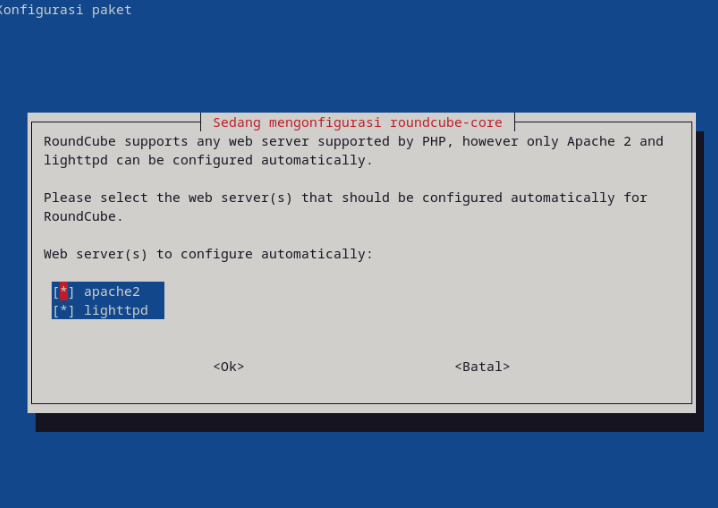 Konfigurasi paket
Sedang mengonfigurasi roundcube-core
RoundCube supports any web server supported by PHP, however only Apache 2 and
lighttpd can be configured automatically.
Please select the web server(s) that should be configured automatically for
RoundCube.
Web server(s) to configure automatically:
[*] apache2
[*] lighttpd
<Ok> <Batal>